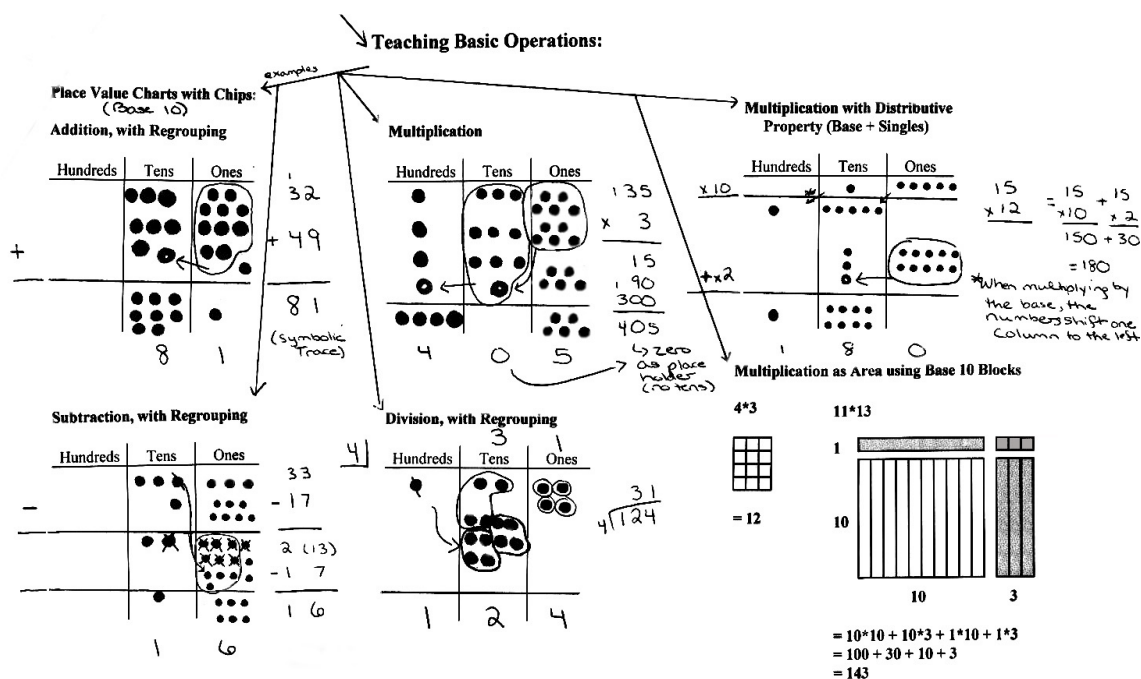 Teaching Basic Operations:
examples
Place Value Charts with Chips:
(Base 10)
Addition, with Regrouping
Hundreds Tens Ones
+
8 1
1
32
+ 49
81
(symbolic
Trace)
Multiplication
Hundreds Tens Ones
4 0 5
135
x 3
15
190
300
405
↳ zero
as place
holder
(no tens)
Multiplication with Distributive
Property (Base + Singles)
Hundreds Tens Ones
x 10
+ x2
1 8 0
15 = 15 + 15
x 12 x10 x 2
150 + 30
= 180
*When multiplying by
the base, the
numbers shift one
column to the left
Subtraction, with Regrouping
Hundreds Tens Ones
-
1 6
33
- 17
2 (13)
- 1 7
1 6
Division, with Regrouping
3 1
4
Hundreds Tens Ones
1 2 4
31
4 124
Multiplication as Area using Base 10 Blocks
4*3
= 12
11*13
1
10
10 3
= 10*10 + 10*3 + 1*10 + 1*3
= 100 + 30 + 10 + 3
= 143